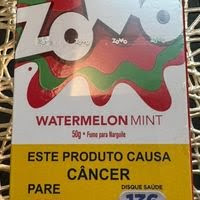 ZOMO
ZOMO
WATERMELON MINT
50g • Fumo para Narguile
ESTE PRODUTO CAUSA
CÂNCER
PARE
DISQUE SAÚDE
136